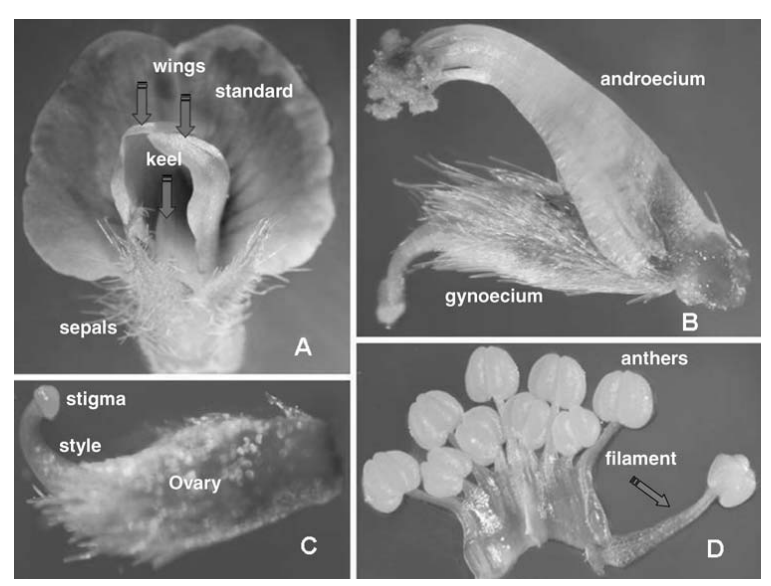 wings
standard
keel
sepals
A
androecium
gynoecium
B
stigma
style
Ovary
C
anthers
filament
D